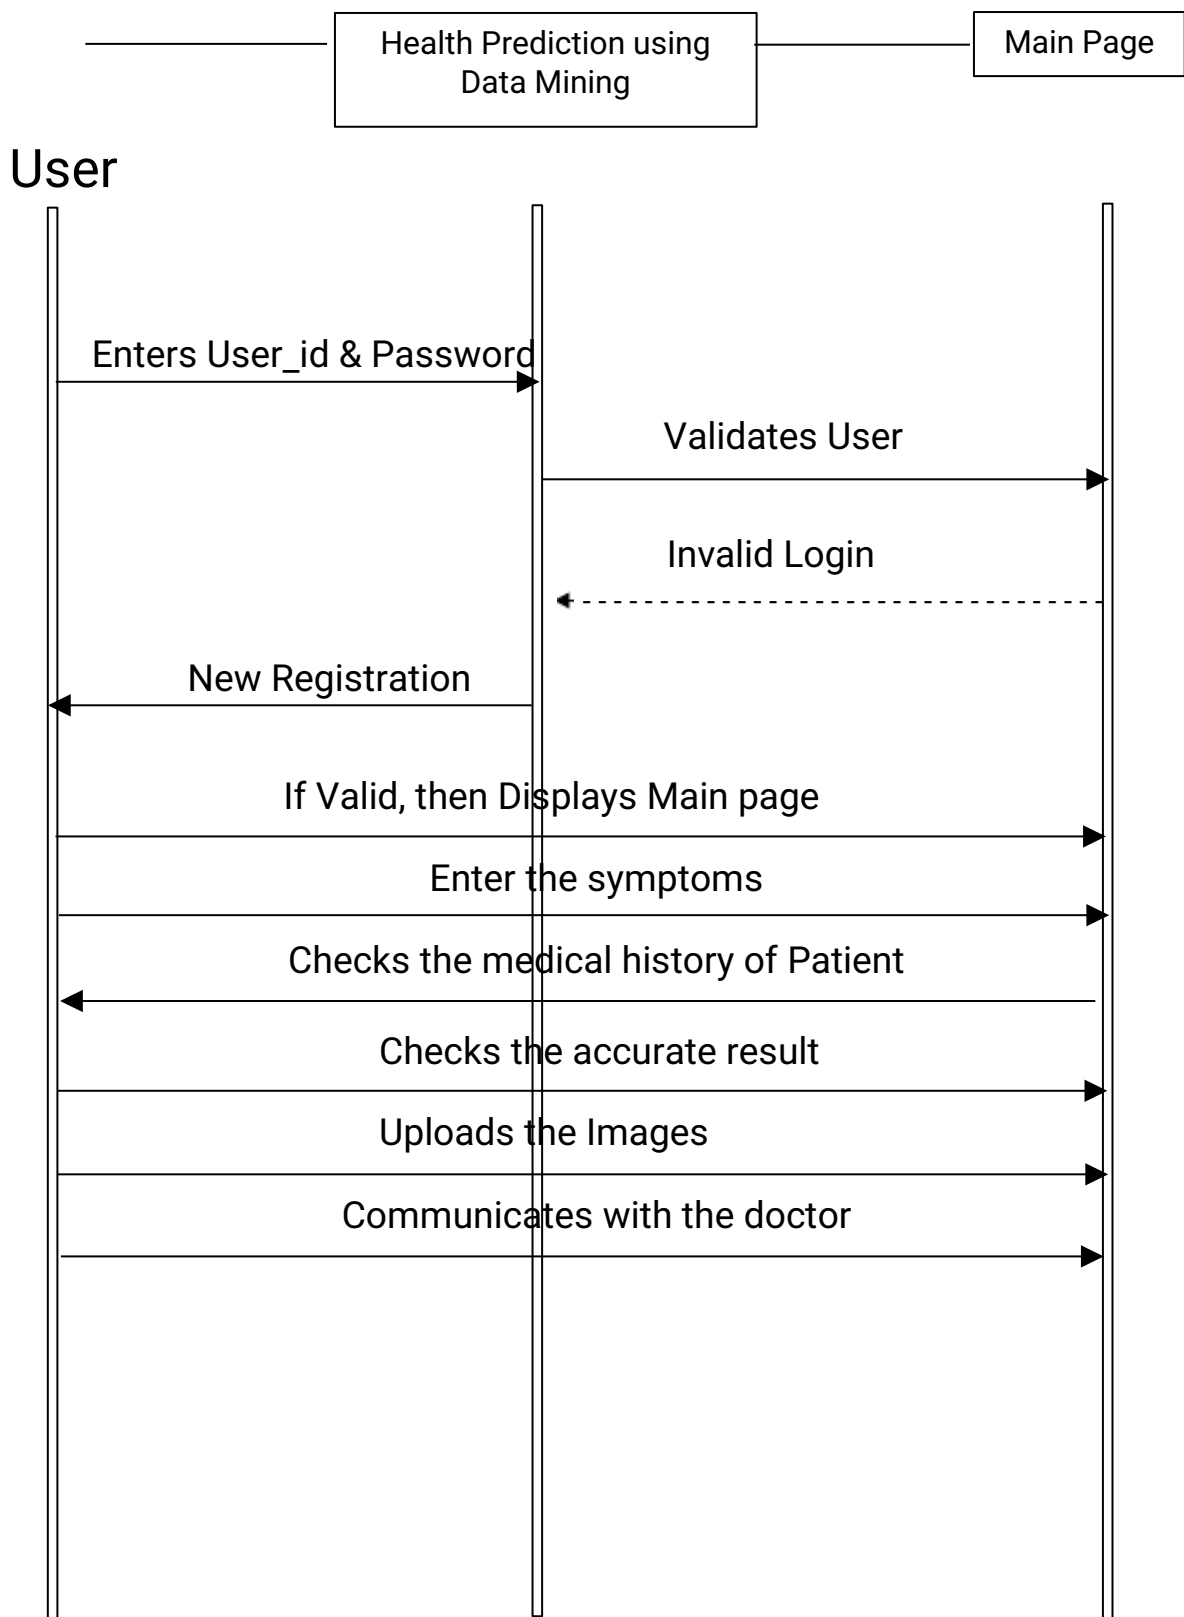 Health Prediction using
Data Mining
Main Page
User
Enters User_id & Password
Validates User
Invalid Login
New Registration
If Valid, then Displays Main page
Enter the symptoms
Checks the medical history of Patient
Checks the accurate result
Uploads the Images
Communicates with the doctor